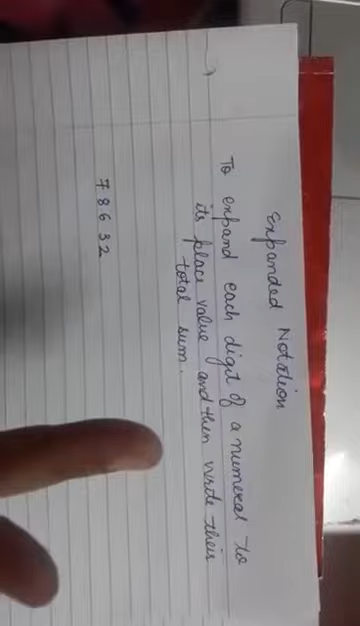 Expanded Notation
To expand each digit of a numeral to
its place value and then write their
total sum.
7 8 6 3 2